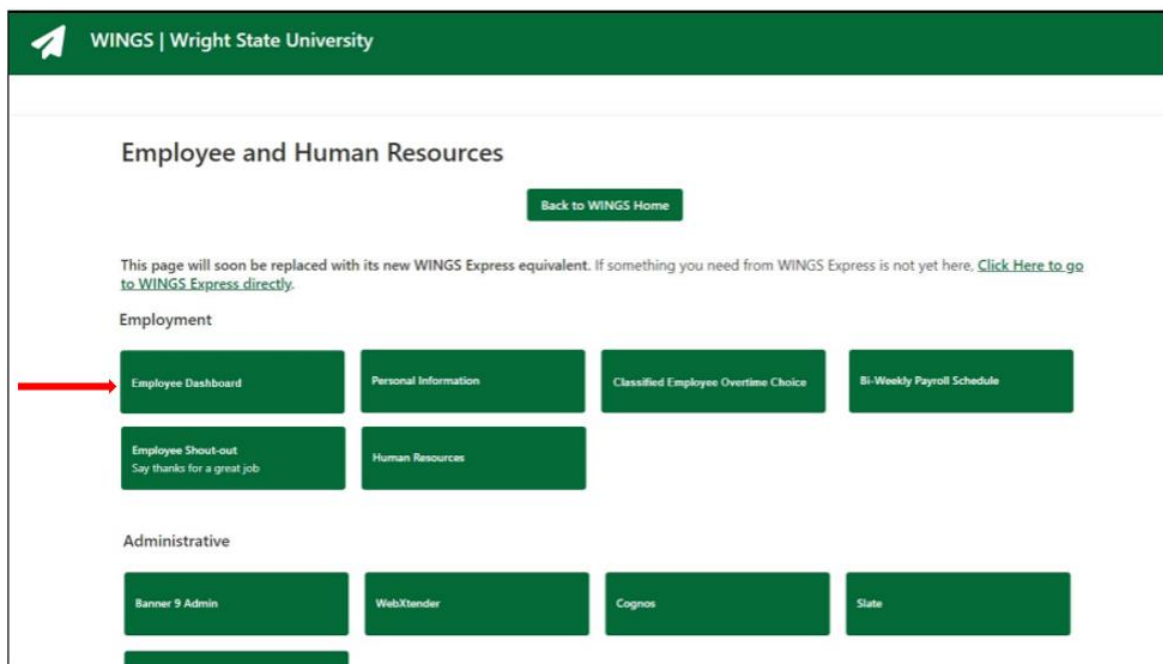 WINGS | Wright State University
Employee and Human Resources
Back to WINGS Home
This page will soon be replaced with its new WINGS Express equivalent. If something you need from WINGS Express is not yet here, Click Here to go
to WINGS Express directly.
Employment
Employee Dashboard
Personal Information
Classified Employee Overtime Choice
Bi-Weekly Payroll Schedule
Employee Shout-out
Say thanks for a great job
Human Resources
Administrative
Banner 9 Admin
WebXtender
Cognos
Slate